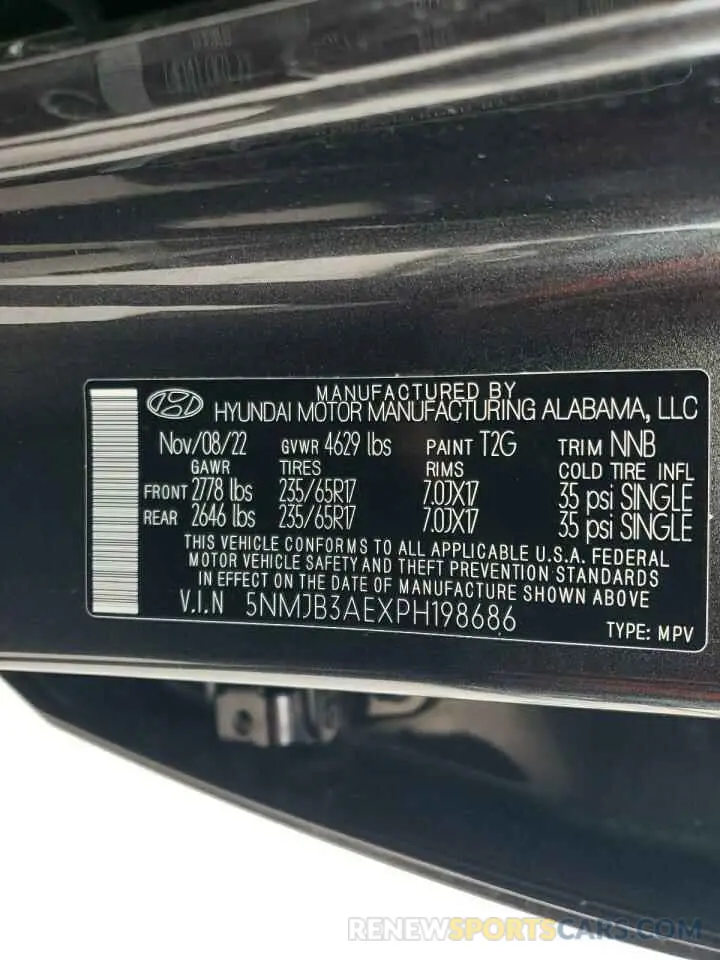 MANUFACTURED BY
HYUNDAI MOTOR MANUFACTURING ALABAMA, LLC
Nov/08/22 GVWR 4629 lbs PAINT T2G TRIM NNB
GAWR TIRES RIMS COLD TIRE INFL
FRONT 2778 lbs 235/65R17 7.0JX17 35 psi SINGLE
REAR 2646 lbs 235/65R17 7.0JX17 35 psi SINGLE
THIS VEHICLE CONFORMS TO ALL APPLICABLE U.S.A. FEDERAL
MOTOR VEHICLE SAFETY AND THEFT PREVENTION STANDARDS
IN EFFECT ON THE DATE OF MANUFACTURE SHOWN ABOVE
V.I.N 5NMJB3AEXPH198686
TYPE: MPV
RENEWSPORTSCARS.COM